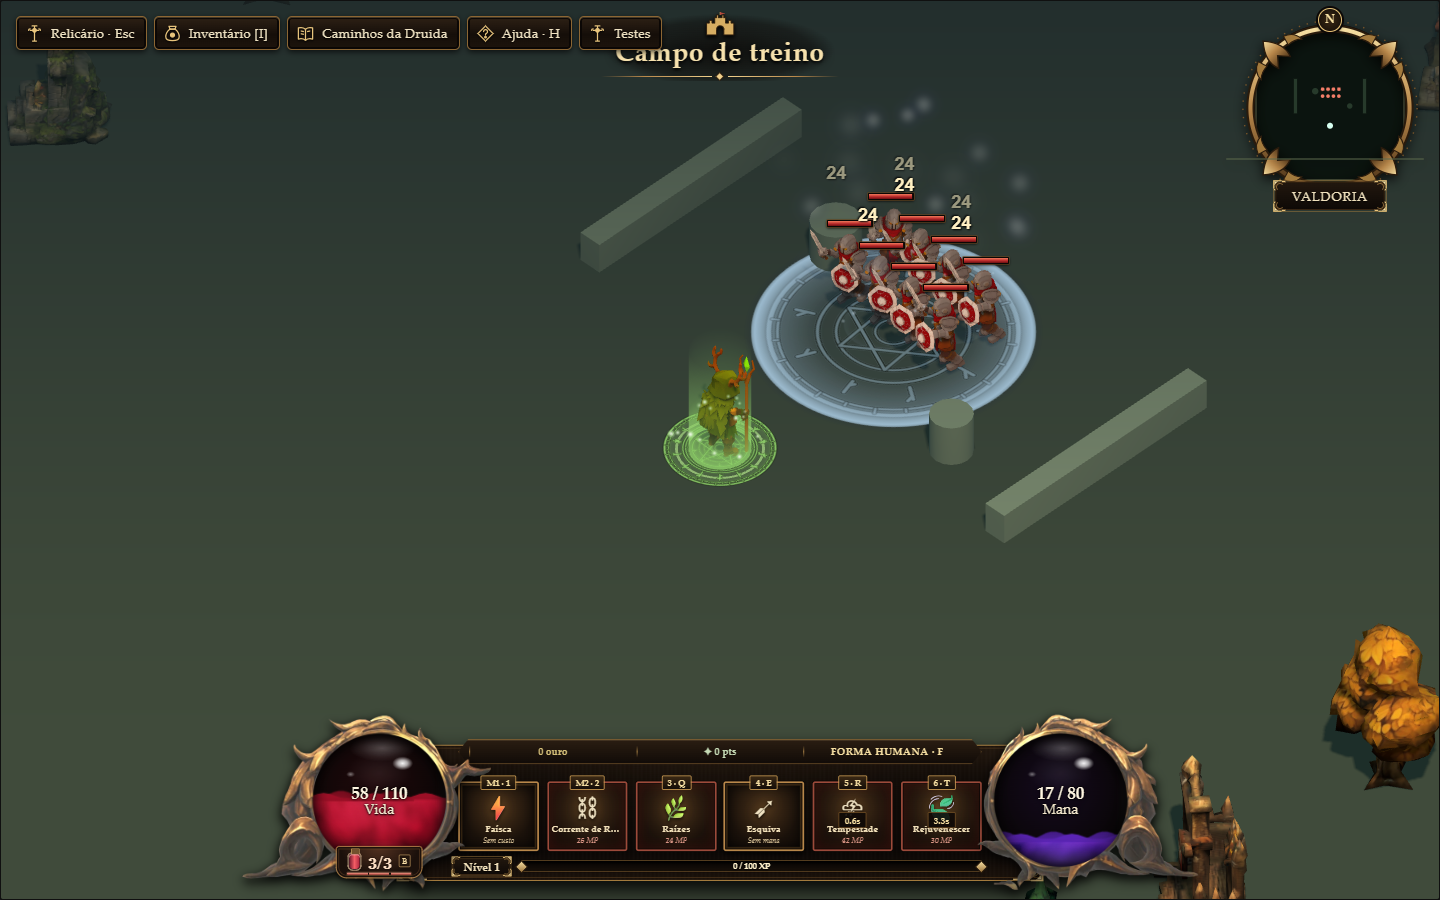 Relicário · Esc
Inventário [I]
Caminhos da Druida
Ajuda · H
Testes
Campo de treino
N
VALDORIA
24
24
24
24
24
24
24
58 / 110
Vida
3/3
B
0 ouro
0 pts
FORMA HUMANA · F
M1 · 1
Faísca
Sem custo
M2 · 2
Corrente de R...
26 MP
3 · Q
Raízes
24 MP
4 · E
Esquiva
Sem mana
5 · R
0.6s
Tempestade
42 MP
6 · T
3.3s
Rejuvenescer
30 MP
17 / 80
Mana
Nível 1
0 / 100 XP